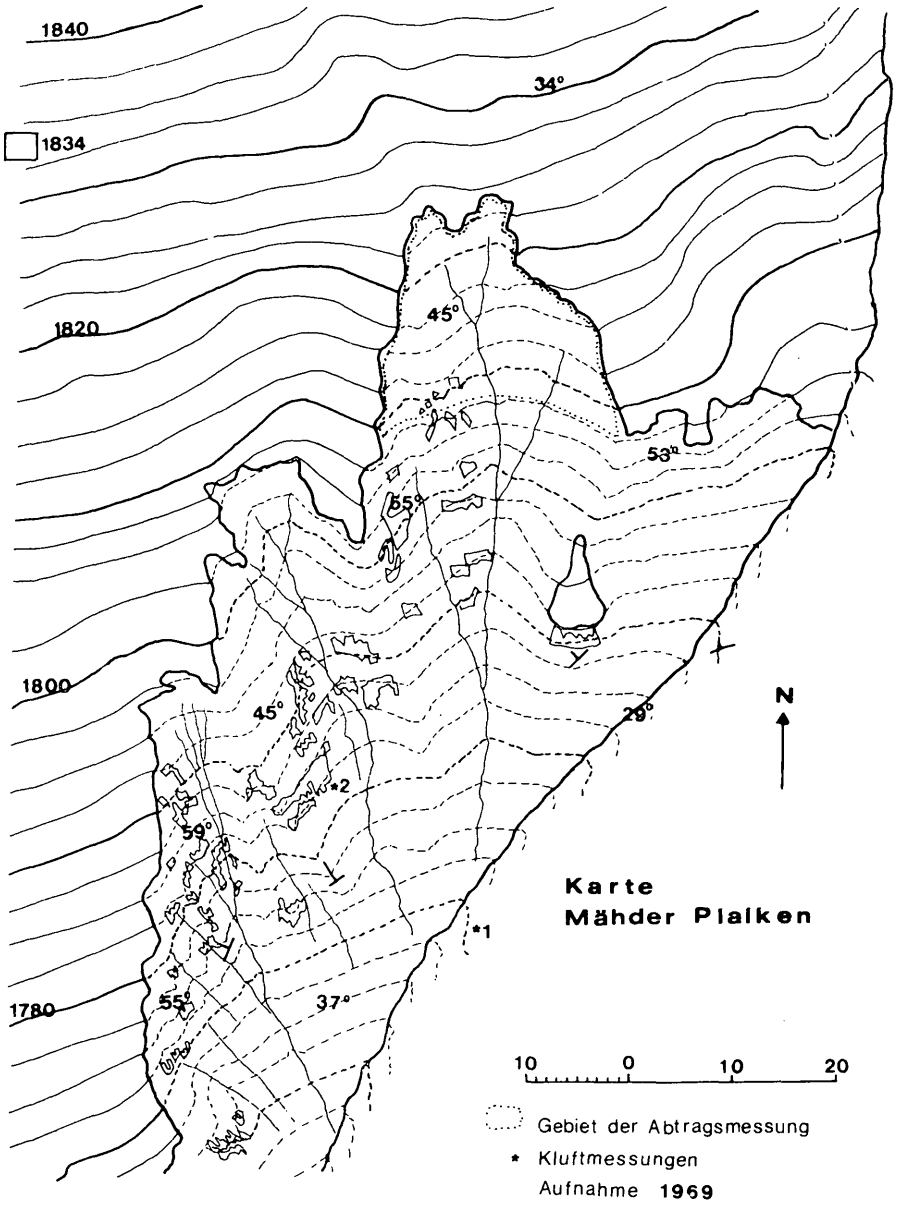 1840
34°
1834
1820
45°
53°
55°
1800
45°
29°
N
*2
59°
Karte
Mähder Plaiken
*1
1780
55°
37°
10 0 10 20
Gebiet der Abtragsmessung
* Kluftmessungen
Aufnahme 1969